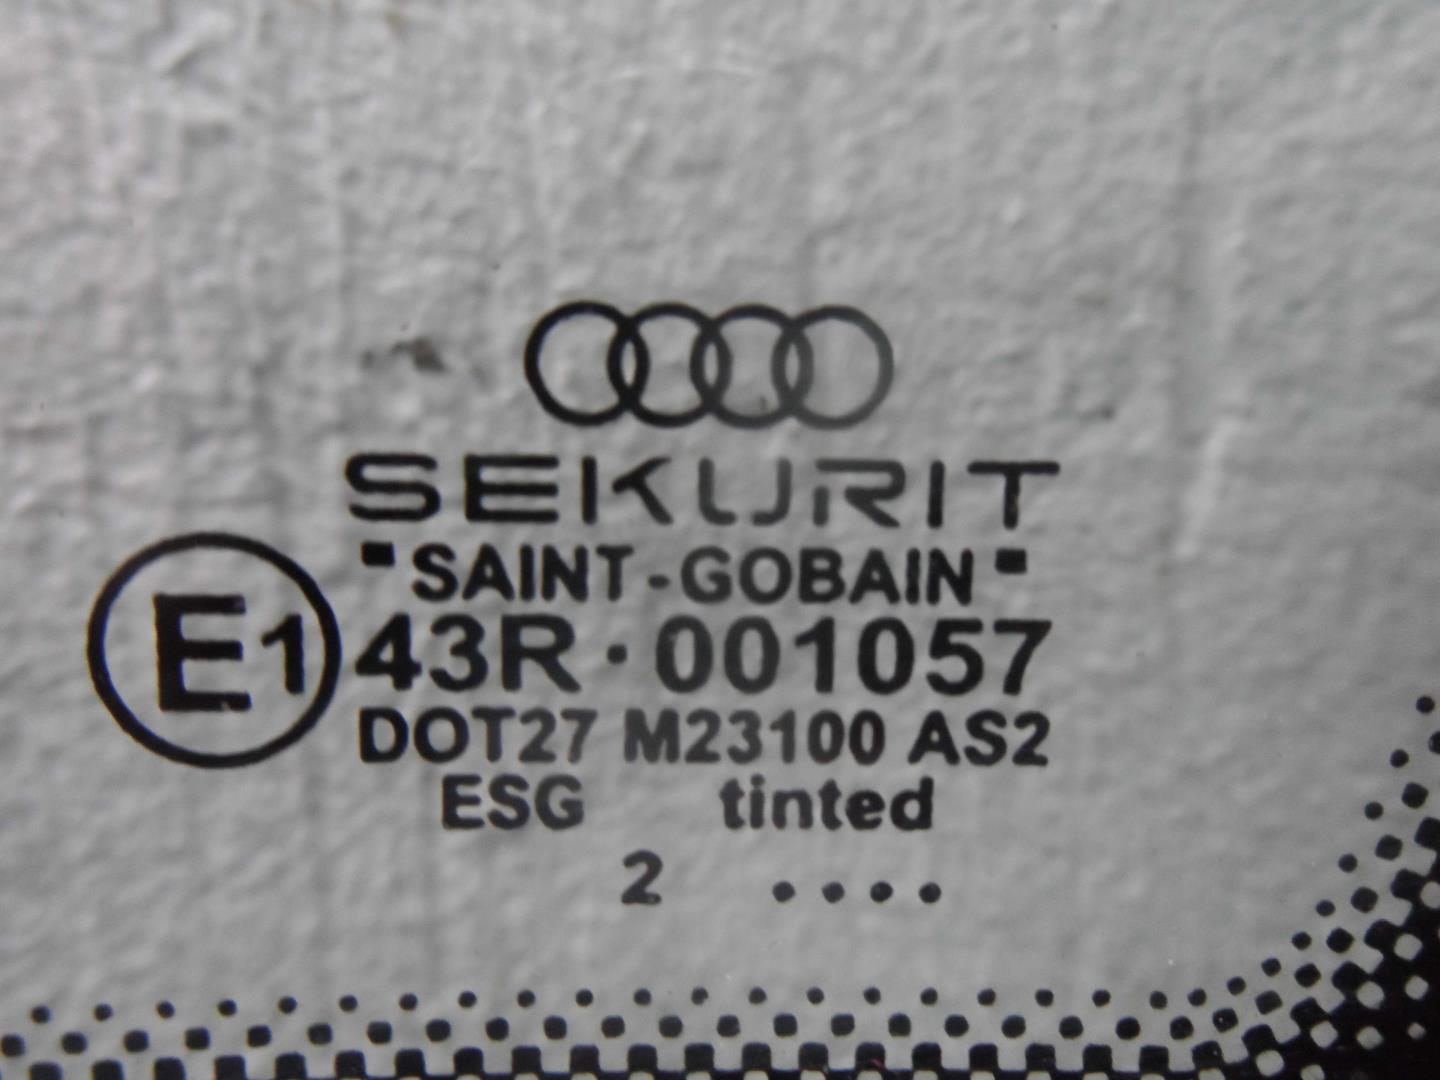 SEKURIT
"SAINT-GOBAIN"
E1 43R·001057
DOT27 M23100 AS2
ESG tinted
2 ....